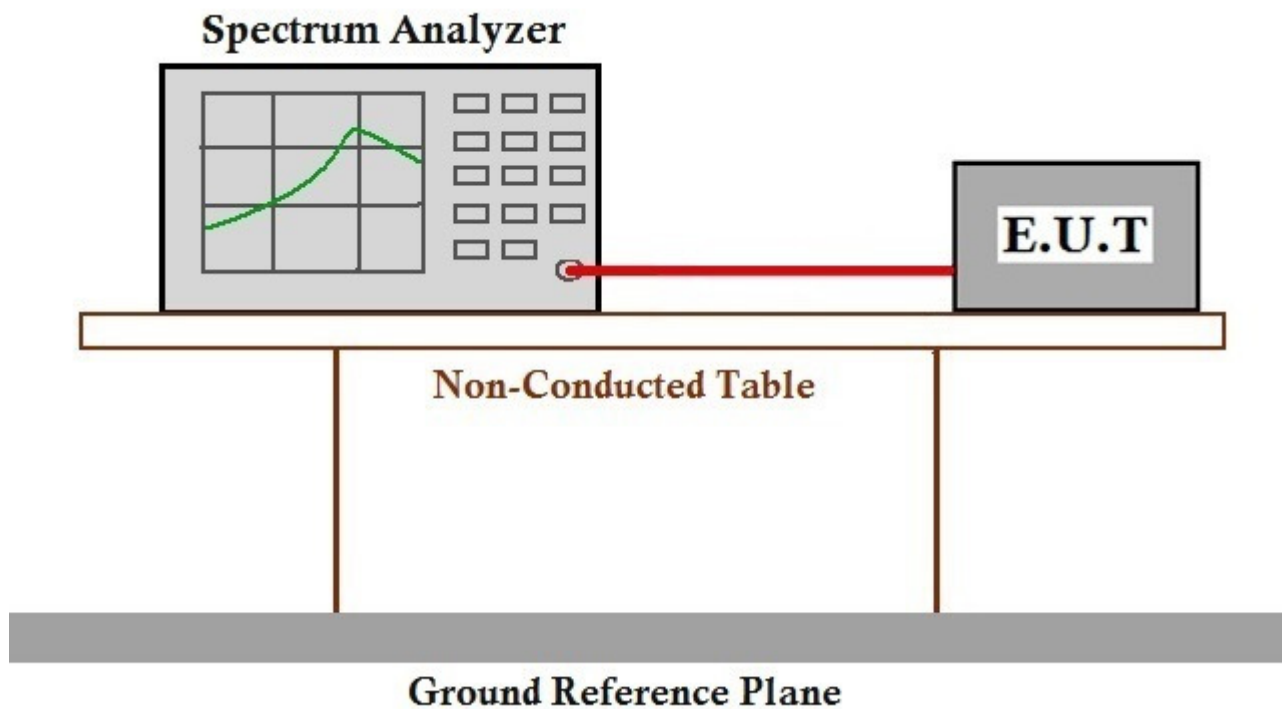 Spectrum Analyzer
E.U.T
Non-Conducted Table
Ground Reference Plane